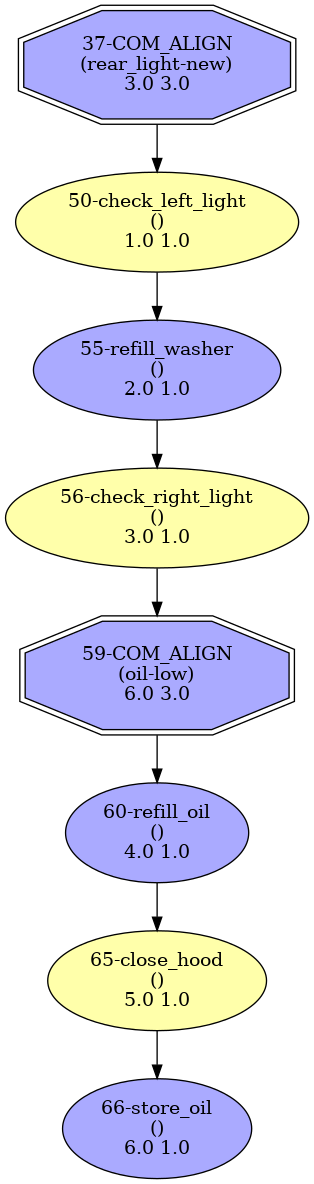 37-COM_ALIGN
(rear_light-new)
3.0 3.0
50-check_left_light
()
1.0 1.0
55-refill_washer
()
2.0 1.0
56-check_right_light
()
3.0 1.0
59-COM_ALIGN
(oil-low)
6.0 3.0
60-refill_oil
()
4.0 1.0
65-close_hood
()
5.0 1.0
66-store_oil
()
6.0 1.0